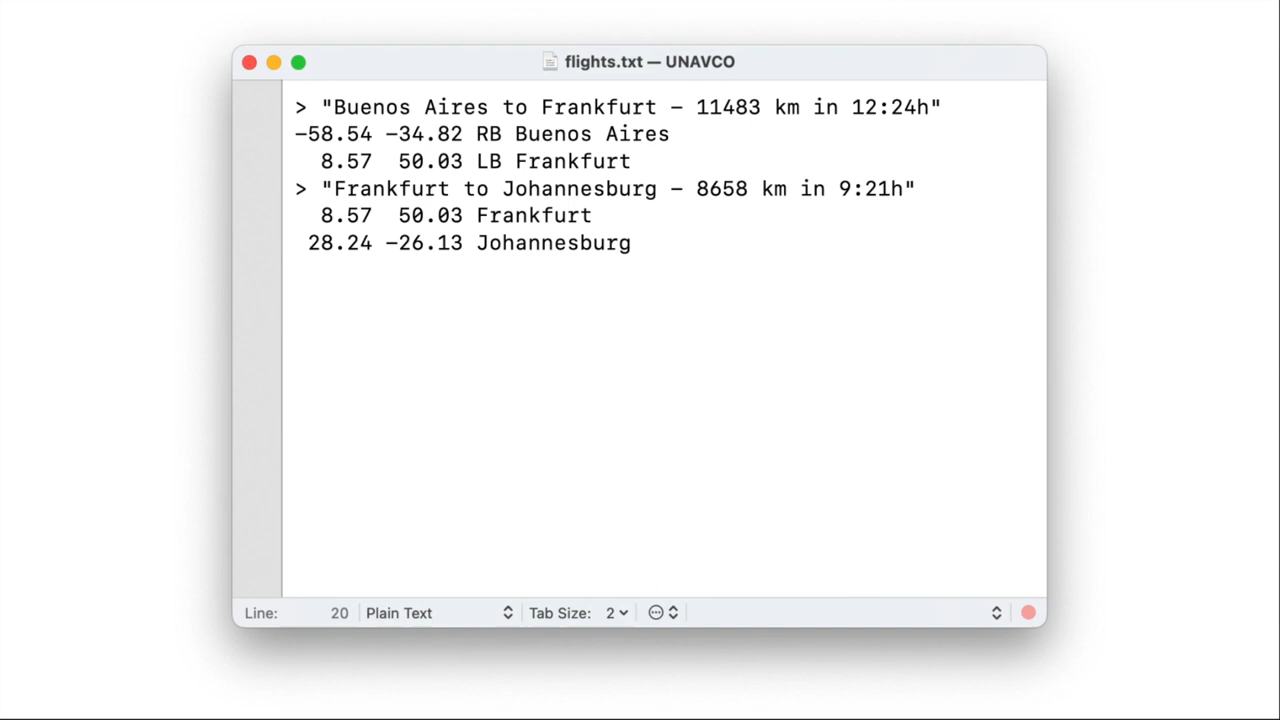 flights.txt — UNAVCO
> "Buenos Aires to Frankfurt – 11483 km in 12:24h"
-58.54 -34.82 RB Buenos Aires
  8.57  50.03 LB Frankfurt
> "Frankfurt to Johannesburg – 8658 km in 9:21h"
  8.57  50.03 Frankfurt
 28.24 -26.13 Johannesburg
Line: 20 Plain Text Tab Size: 2